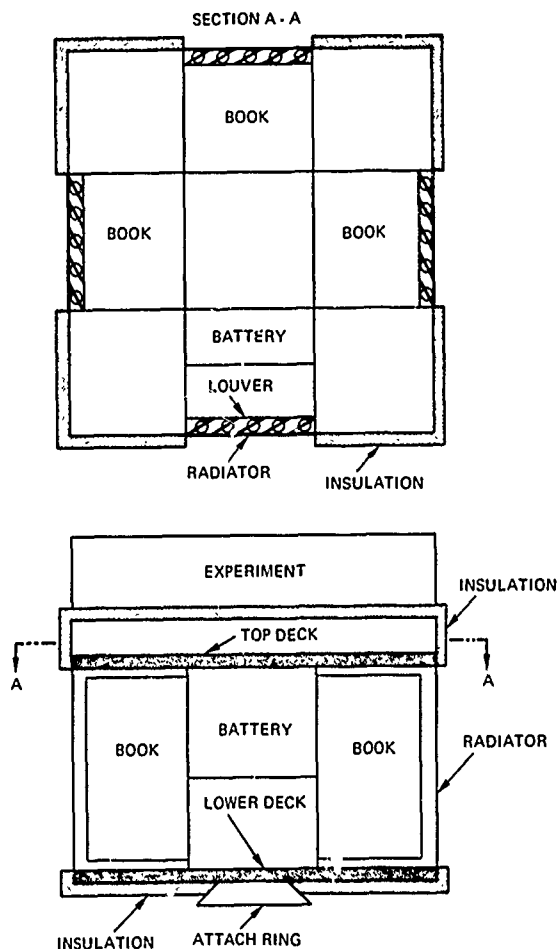 SECTION A - A
BOOK
BOOK
BOOK
BATTERY
LOUVER
RADIATOR
INSULATION
EXPERIMENT
INSULATION
TOP DECK
A
A
BATTERY
BOOK
BOOK
RADIATOR
LOWER DECK
INSULATION
ATTACH RING